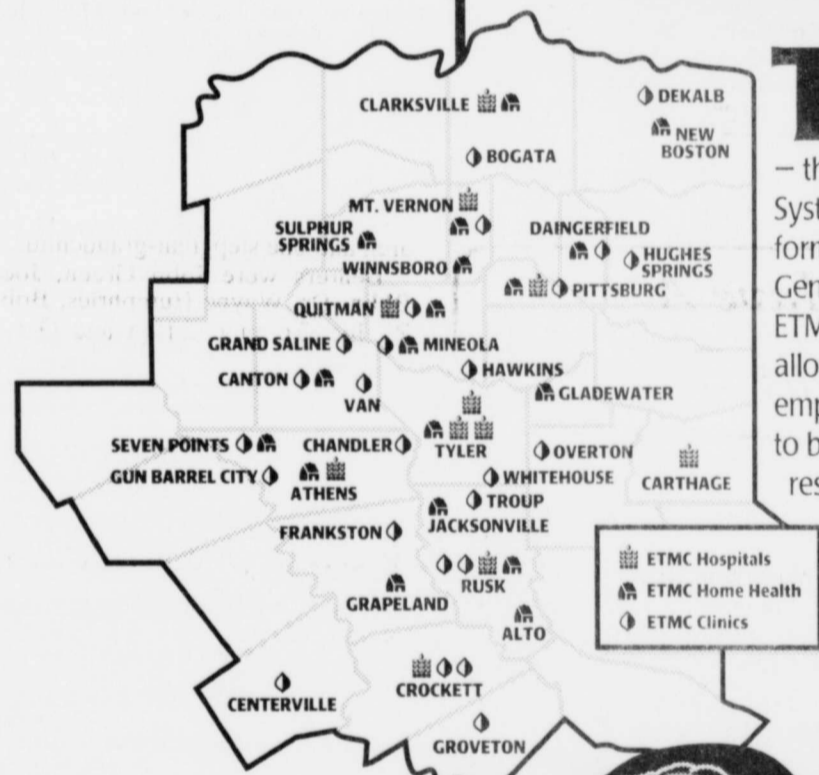 CLARKSVILLE
DEKALB
NEW
BOSTON
BOGATA
MT. VERNON
SULPHUR
SPRINGS
DAINGERFIELD
HUGHES
SPRINGS
WINNSBORO
PITTSBURG
QUITMAN
GRAND SALINE
MINEOLA
HAWKINS
CANTON
VAN
GLADEWATER
SEVEN POINTS
CHANDLER
TYLER
OVERTON
GUN BARREL CITY
ATHENS
WHITEHOUSE
CARTHAGE
TROUP
JACKSONVILLE
FRANKSTON
RUSK
GRAPELAND
ALTO
CENTERVILLE
CROCKETT
GROVETON
ETMC Hospitals
ETMC Home Health
ETMC Clinics
T
– th
Syst
form
Gen
ETM
allo
emp
to b
res